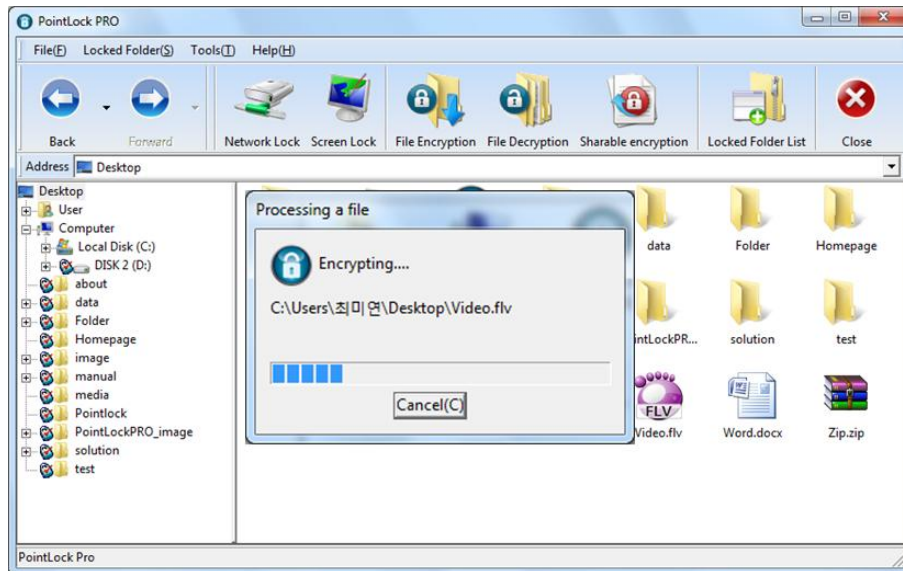 PointLock PRO
File(F) Locked Folder(S) Tools(T) Help(H)
Back Forward Network Lock Screen Lock File Encryption File Decryption Sharable encryption Locked Folder List Close
Address Desktop
Desktop
User
Computer
Local Disk (C:)
DISK 2 (D:)
about
data
Folder
Homepage
image
manual
media
Pointlock
PointLockPRO_image
solution
test
Processing a file
Encrypting....
C:\Users\최미연\Desktop\Video.flv
Cancel(C)
data Folder Homepage
intLockPR... solution test
FLV
Video.flv Word.docx Zip.zip
PointLock Pro